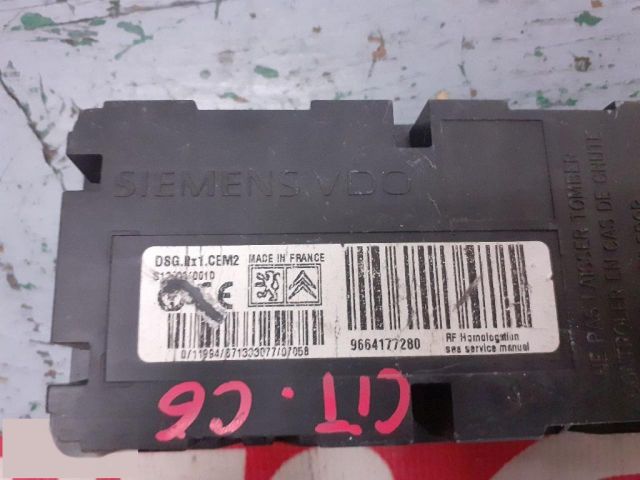 SIEMENS VDO
DSG.Rx1.CEM2 MADE IN FRANCE
CE
9664177280
RF Homologation
see service manual
CIT. C6
NE PAS LAISSER TOMBER
CONTROLER EN CAS DE CHUTE